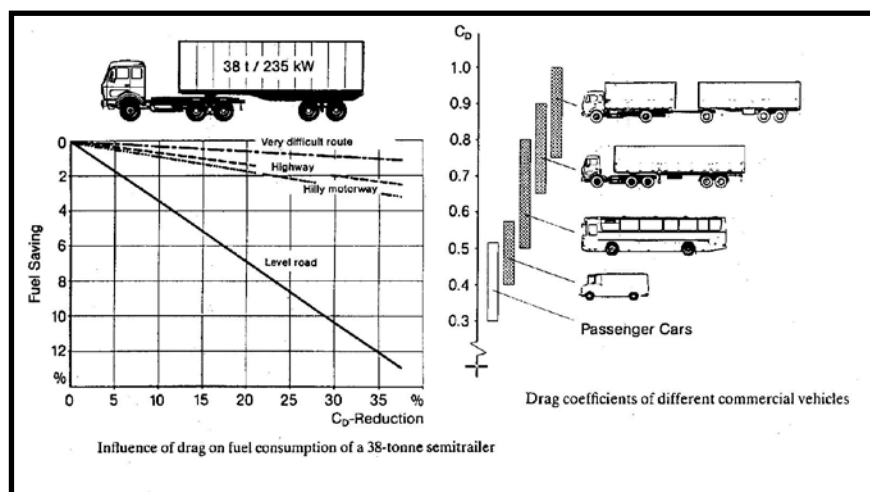 38 t / 235 kW
0
2
4
6
8
10
12
%
Fuel Saving
Very difficult route
Highway
Hilly motorway
Level road
0 5 10 15 20 25 30 35 %
C_D-Reduction
Influence of drag on fuel consumption of a 38-tonne semitrailer
C_D
1.0
0.9
0.8
0.7
0.6
0.5
0.4
0.3
Passenger Cars
Drag coefficients of different commercial vehicles